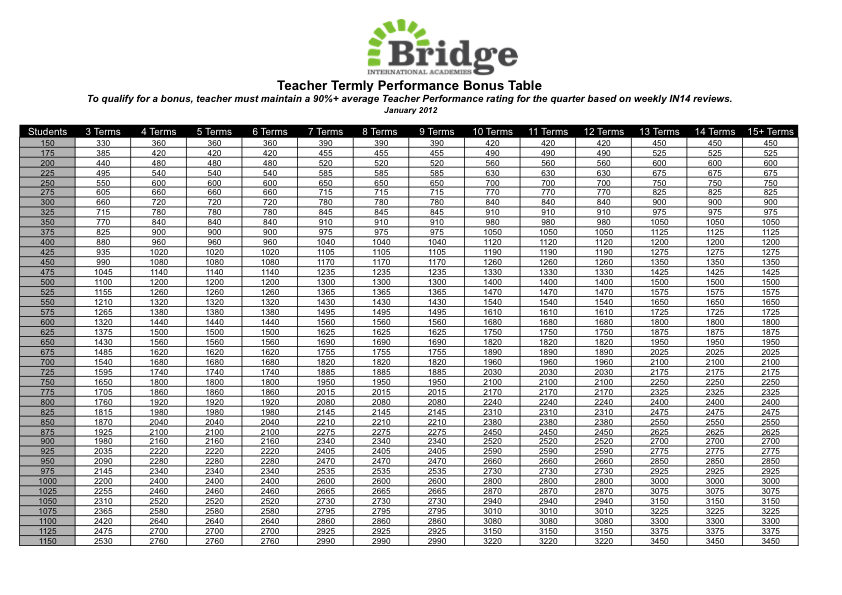 Bridge
INTERNATIONAL ACADEMIES
Teacher Termly Performance Bonus Table
To qualify for a bonus, teacher must maintain a 90%+ average Teacher Performance rating for the quarter based on weekly IN14 reviews.
January 2012
Students 3 Terms 4 Terms 5 Terms 6 Terms 7 Terms 8 Terms 9 Terms 10 Terms 11 Terms 12 Terms 13 Terms 14 Terms 15+ Terms
150 330 360 360 360 390 390 390 420 420 420 450 450 450
175 385 420 420 420 455 455 455 490 490 490 525 525 525
200 440 480 480 480 520 520 520 560 560 560 600 600 600
225 495 540 540 540 585 585 585 630 630 630 675 675 675
250 550 600 600 600 650 650 650 700 700 700 750 750 750
275 605 660 660 660 715 715 715 770 770 770 825 825 825
300 660 720 720 720 780 780 780 840 840 840 900 900 900
325 715 780 780 780 845 845 845 910 910 910 975 975 975
350 770 840 840 840 910 910 910 980 980 980 1050 1050 1050
375 825 900 900 900 975 975 975 1050 1050 1050 1125 1125 1125
400 880 960 960 960 1040 1040 1040 1120 1120 1120 1200 1200 1200
425 935 1020 1020 1020 1105 1105 1105 1190 1190 1190 1275 1275 1275
450 990 1080 1080 1080 1170 1170 1170 1260 1260 1260 1350 1350 1350
475 1045 1140 1140 1140 1235 1235 1235 1330 1330 1330 1425 1425 1425
500 1100 1200 1200 1200 1300 1300 1300 1400 1400 1400 1500 1500 1500
525 1155 1260 1260 1260 1365 1365 1365 1470 1470 1470 1575 1575 1575
550 1210 1320 1320 1320 1430 1430 1430 1540 1540 1540 1650 1650 1650
575 1265 1380 1380 1380 1495 1495 1495 1610 1610 1610 1725 1725 1725
600 1320 1440 1440 1440 1560 1560 1560 1680 1680 1680 1800 1800 1800
625 1375 1500 1500 1500 1625 1625 1625 1750 1750 1750 1875 1875 1875
650 1430 1560 1560 1560 1690 1690 1690 1820 1820 1820 1950 1950 1950
675 1485 1620 1620 1620 1755 1755 1755 1890 1890 1890 2025 2025 2025
700 1540 1680 1680 1680 1820 1820 1820 1960 1960 1960 2100 2100 2100
725 1595 1740 1740 1740 1885 1885 1885 2030 2030 2030 2175 2175 2175
750 1650 1800 1800 1800 1950 1950 1950 2100 2100 2100 2250 2250 2250
775 1705 1860 1860 1860 2015 2015 2015 2170 2170 2170 2325 2325 2325
800 1760 1920 1920 1920 2080 2080 2080 2240 2240 2240 2400 2400 2400
825 1815 1980 1980 1980 2145 2145 2145 2310 2310 2310 2475 2475 2475
850 1870 2040 2040 2040 2210 2210 2210 2380 2380 2380 2550 2550 2550
875 1925 2100 2100 2100 2275 2275 2275 2450 2450 2450 2625 2625 2625
900 1980 2160 2160 2160 2340 2340 2340 2520 2520 2520 2700 2700 2700
925 2035 2220 2220 2220 2405 2405 2405 2590 2590 2590 2775 2775 2775
950 2090 2280 2280 2280 2470 2470 2470 2660 2660 2660 2850 2850 2850
975 2145 2340 2340 2340 2535 2535 2535 2730 2730 2730 2925 2925 2925
1000 2200 2400 2400 2400 2600 2600 2600 2800 2800 2800 3000 3000 3000
1025 2255 2460 2460 2460 2665 2665 2665 2870 2870 2870 3075 3075 3075
1050 2310 2520 2520 2520 2730 2730 2730 2940 2940 2940 3150 3150 3150
1075 2365 2580 2580 2580 2795 2795 2795 3010 3010 3010 3225 3225 3225
1100 2420 2640 2640 2640 2860 2860 2860 3080 3080 3080 3300 3300 3300
1125 2475 2700 2700 2700 2925 2925 2925 3150 3150 3150 3375 3375 3375
1150 2530 2760 2760 2760 2990 2990 2990 3220 3220 3220 3450 3450 3450